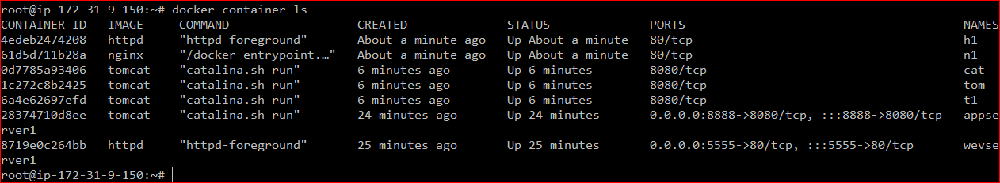 root@ip-172-31-9-150:~# docker container ls
CONTAINER ID   IMAGE     COMMAND                  CREATED              STATUS              PORTS                                       NAMES
4edeb2474208   httpd     "httpd-foreground"       About a minute ago   Up About a minute   80/tcp                                      h1
61d5d711b28a   nginx     "/docker-entrypoint.…"   About a minute ago   Up About a minute   80/tcp                                      n1
0d7785a93406   tomcat    "catalina.sh run"        6 minutes ago        Up 6 minutes        8080/tcp                                    cat
1c272c8b2425   tomcat    "catalina.sh run"        6 minutes ago        Up 6 minutes        8080/tcp                                    tom
6a4e62697efd   tomcat    "catalina.sh run"        6 minutes ago        Up 6 minutes        8080/tcp                                    t1
28374710d8ee   tomcat    "catalina.sh run"        24 minutes ago       Up 24 minutes       0.0.0.0:8888->8080/tcp, :::8888->8080/tcp   appse
rver1
8719e0c264bb   httpd     "httpd-foreground"       25 minutes ago       Up 25 minutes       0.0.0.0:5555->80/tcp, :::5555->80/tcp       wevse
rver1
root@ip-172-31-9-150:~#